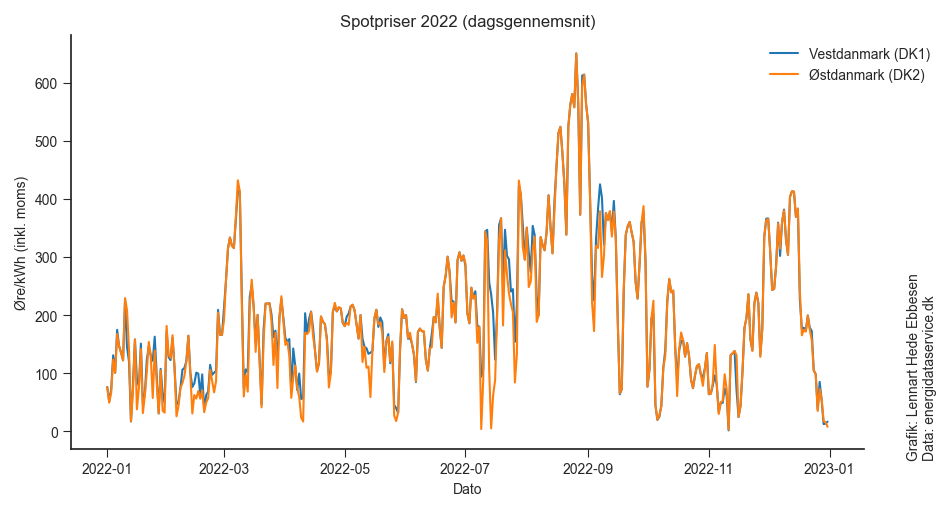 Spotpriser 2022 (dagsgennemsnit)
Vestdanmark (DK1)
Østdanmark (DK2)
Øre/kWh (inkl. moms)
600
500
400
300
200
100
0
2022-01
2022-03
2022-05
2022-07
2022-09
2022-11
2023-01
Dato
Grafik: Lennart Hede Ebbesen
Data: energidataservice.dk